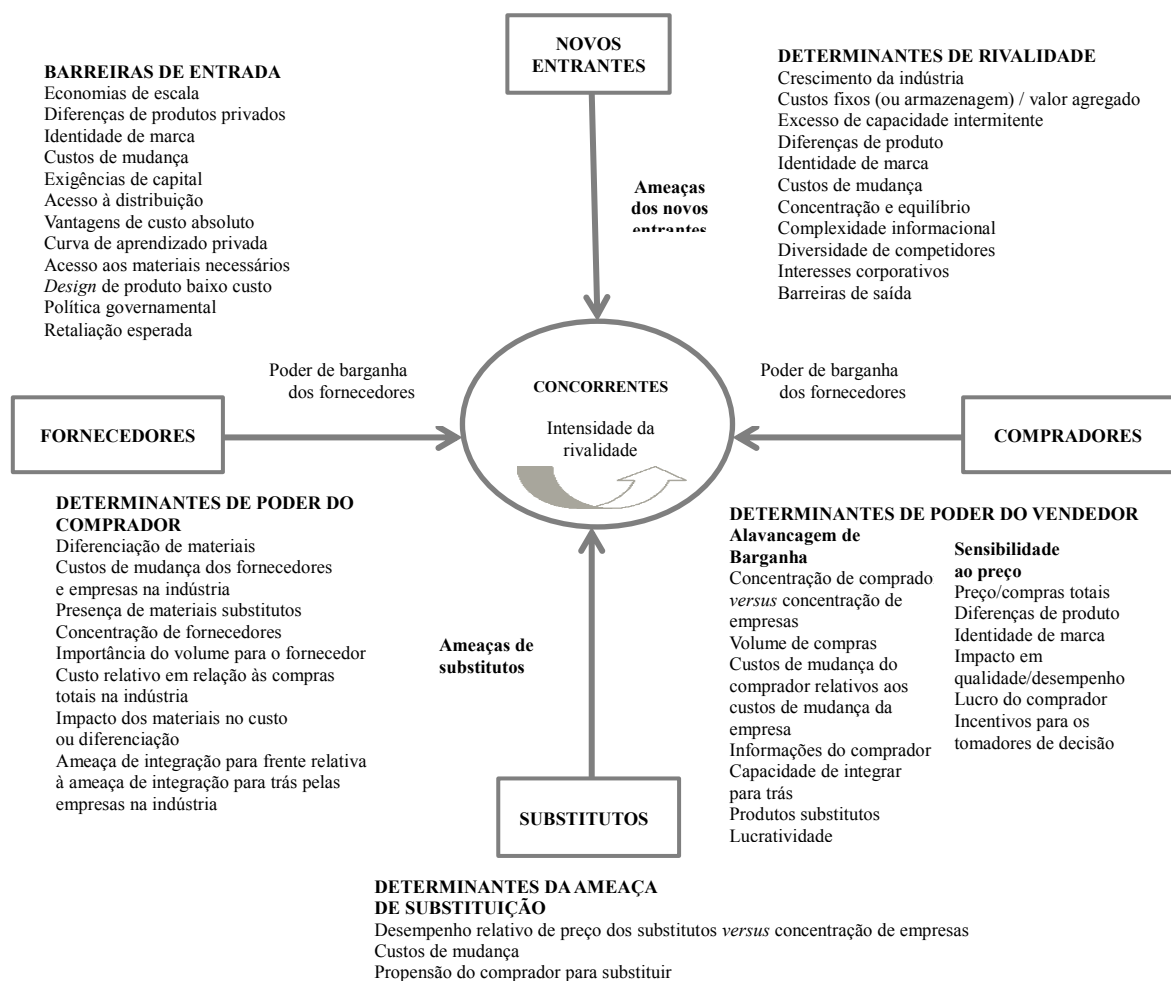 NOVOS
ENTRANTES
BARREIRAS DE ENTRADA
Economias de escala
Diferenças de produtos privados
Identidade de marca
Custos de mudança
Exigências de capital
Acesso à distribuição
Vantagens de custo absoluto
Curva de aprendizado privada
Acesso aos materiais necessários
Design de produto baixo custo
Política governamental
Retaliação esperada
DETERMINANTES DE RIVALIDADE
Crescimento da indústria
Custos fixos (ou armazenagem) / valor agregado
Excesso de capacidade intermitente
Diferenças de produto
Identidade de marca
Custos de mudança
Concentração e equilíbrio
Complexidade informacional
Diversidade de competidores
Interesses corporativos
Barreiras de saída
Ameaças
dos novos
entrantes
Poder de barganha
dos fornecedores
FORNECEDORES
CONCORRENTES
Intensidade da
rivalidade
Poder de barganha
dos fornecedores
COMPRADORES
DETERMINANTES DE PODER DO
COMPRADOR
Diferenciação de materiais
Custos de mudança dos fornecedores
e empresas na indústria
Presença de materiais substitutos
Concentração de fornecedores
Importância do volume para o fornecedor
Custo relativo em relação às compras
totais na indústria
Impacto dos materiais no custo
ou diferenciação
Ameaça de integração para frente relativa
à ameaça de integração para trás pelas
empresas na indústria
Ameaças de
substitutos
DETERMINANTES DE PODER DO VENDEDOR
Alavancagem de
Barganha
Concentração de comprado
versus concentração de
empresas
Volume de compras
Custos de mudança do
comprador relativos aos
custos de mudança da
empresa
Informações do comprador
Capacidade de integrar
para trás
Produtos substitutos
Lucratividade
Sensibilidade
ao preço
Preço/compras totais
Diferenças de produto
Identidade de marca
Impacto em
qualidade/desempenho
Lucro do comprador
Incentivos para os
tomadores de decisão
SUBSTITUTOS
DETERMINANTES DA AMEAÇA
DE SUBSTITUIÇÃO
Desempenho relativo de preço dos substitutos versus concentração de empresas
Custos de mudança
Propensão do comprador para substituir